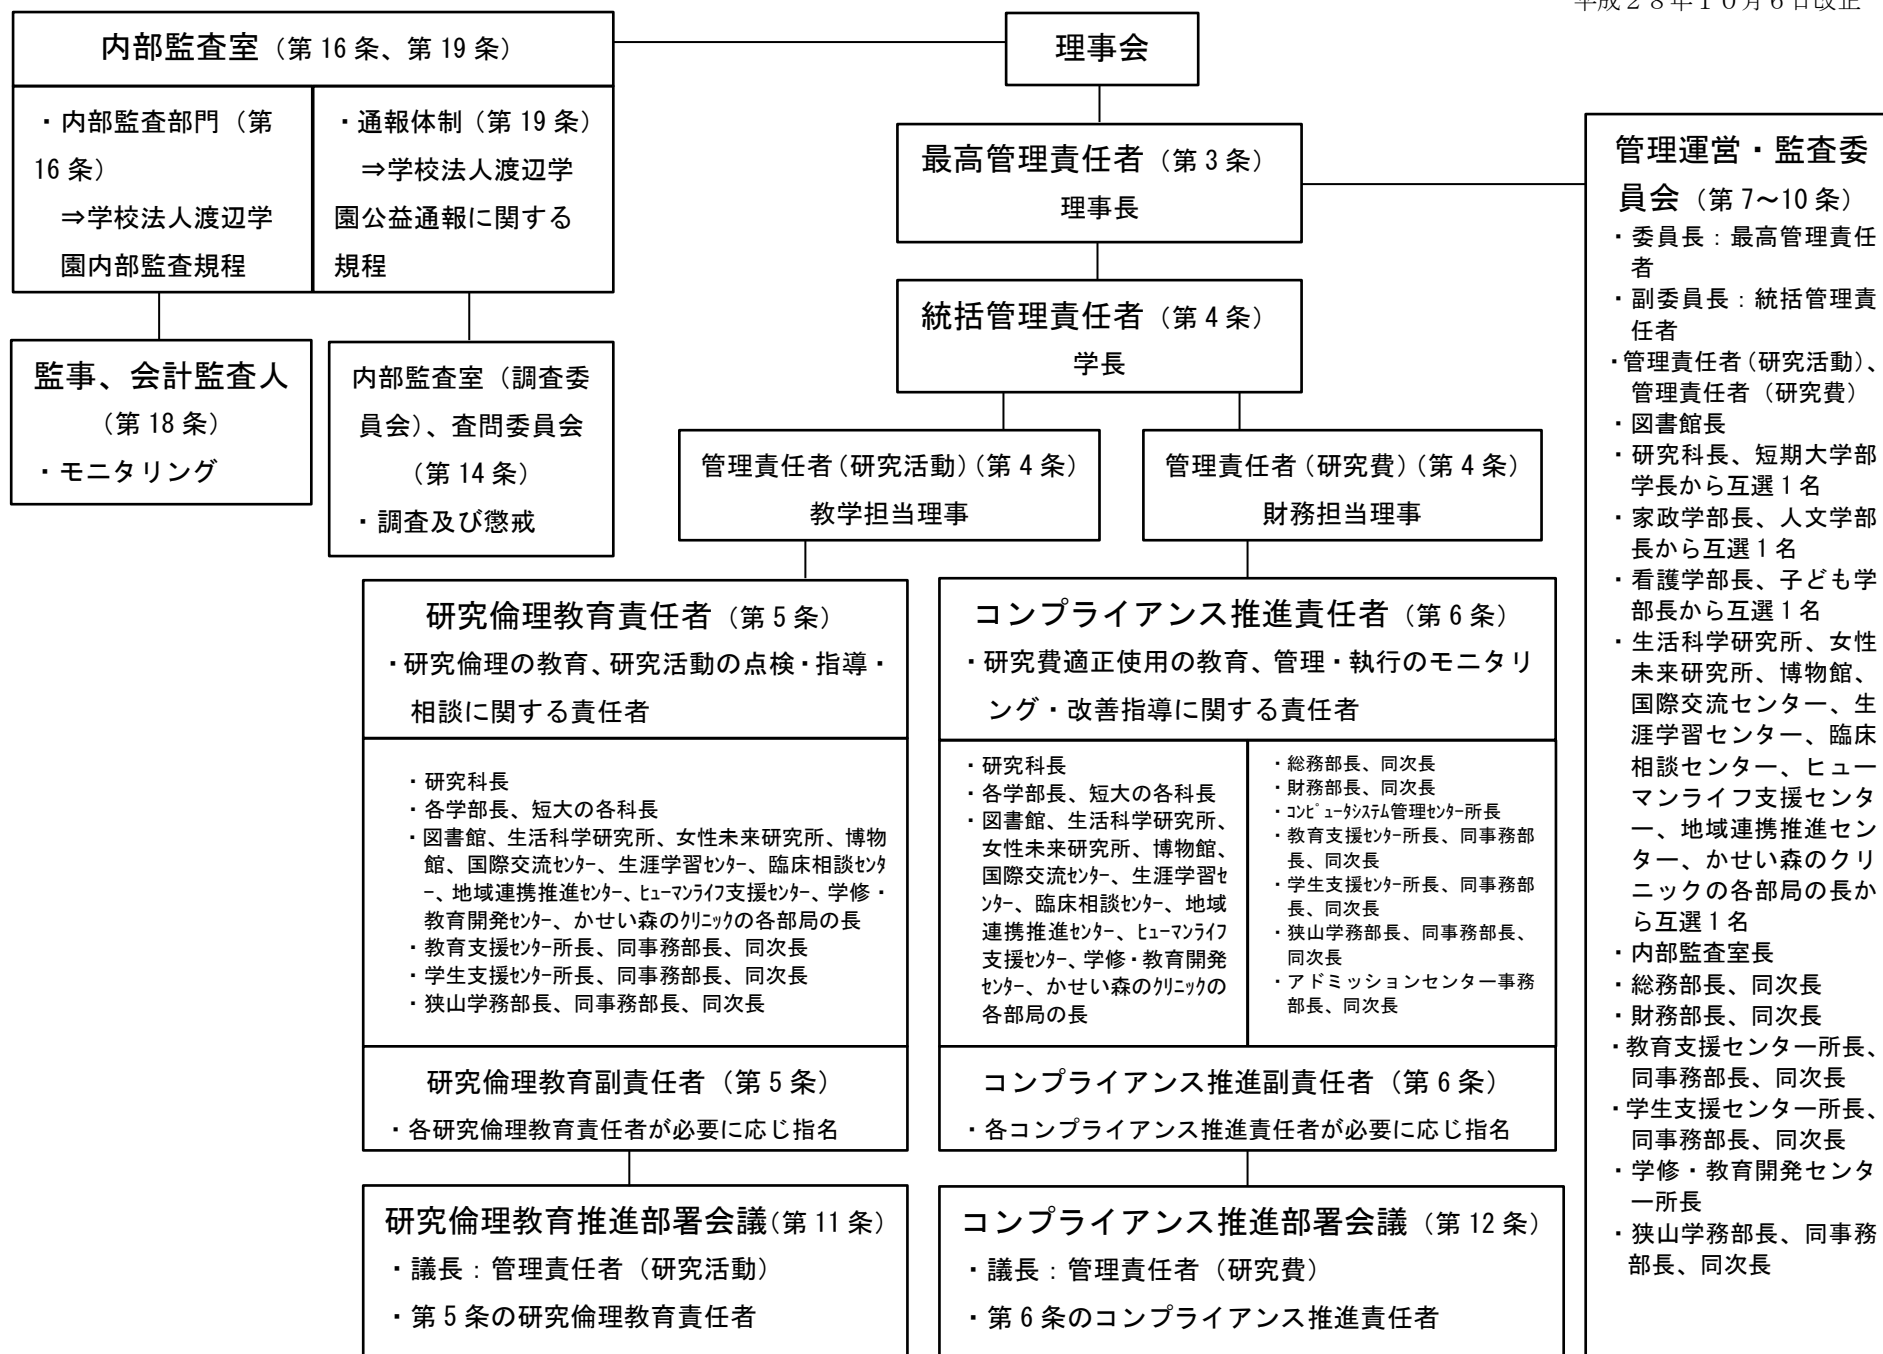 平成２８年１０月６日改正
内部監査室（第 16 条、第 19 条）
・内部監査部門（第
16 条）
⇒学校法人渡辺学
園内部監査規程
・通報体制（第 19 条）
⇒学校法人渡辺学
園公益通報に関する
規程
監事、会計監査人
（第 18 条）
・モニタリング
内部監査室（調査委
員会）、査問委員会
（第 14 条）
・調査及び懲戒
理事会
最高管理責任者（第 3 条）
理事長
統括管理責任者（第 4 条）
学長
管理責任者（研究活動）（第 4 条）
教学担当理事
管理責任者（研究費）（第 4 条）
財務担当理事
研究倫理教育責任者（第 5 条）
・研究倫理の教育、研究活動の点検・指導・
相談に関する責任者
・研究科長
・各学部長、短大の各科長
・図書館、生活科学研究所、女性未来研究所、博物
館、国際交流ｾﾝﾀｰ、生涯学習ｾﾝﾀｰ、臨床相談ｾﾝﾀ
ｰ、地域連携推進ｾﾝﾀｰ、ﾋｭｰﾏﾝﾗｲﾌ支援ｾﾝﾀｰ、学修・
教育開発ｾﾝﾀｰ、かせい森のｸﾘﾆｯｸの各部局の長
・教育支援ｾﾝﾀｰ所長、同事務部長、同次長
・学生支援ｾﾝﾀｰ所長、同事務部長、同次長
・狭山学務部長、同事務部長、同次長
研究倫理教育副責任者（第 5 条）
・各研究倫理教育責任者が必要に応じ指名
研究倫理教育推進部署会議（第 11 条）
・議長：管理責任者（研究活動）
・第 5 条の研究倫理教育責任者
コンプライアンス推進責任者（第 6 条）
・研究費適正使用の教育、管理・執行のモニタリ
ング・改善指導に関する責任者
・研究科長
・各学部長、短大の各科長
・図書館、生活科学研究所、
女性未来研究所、博物館、
国際交流ｾﾝﾀｰ、生涯学習ｾ
ﾝﾀｰ、臨床相談ｾﾝﾀｰ、地域
連携推進ｾﾝﾀｰ、ﾋｭｰﾏﾝﾗｲﾌ
支援ｾﾝﾀｰ、学修・教育開発
ｾﾝﾀｰ、かせい森のｸﾘﾆｯｸの
各部局の長
・総務部長、同次長
・財務部長、同次長
・ｺﾝﾋﾟｭｰﾀｼｽﾃﾑ管理ｾﾝﾀｰ所長
・教育支援ｾﾝﾀｰ所長、同事務部
長、同次長
・学生支援ｾﾝﾀｰ所長、同事務部
長、同次長
・狭山学務部長、同事務部長、
同次長
・アドミッションセンター事務
部長、同次長
コンプライアンス推進副責任者（第 6 条）
・各コンプライアンス推進責任者が必要に応じ指名
コンプライアンス推進部署会議（第 12 条）
・議長：管理責任者（研究費）
・第 6 条のコンプライアンス推進責任者
管理運営・監査委
員会（第 7～10 条）
・委員長：最高管理責任
者
・副委員長：統括管理責
任者
・管理責任者（研究活動）、
管理責任者（研究費）
・図書館長
・研究科長、短期大学部
学長から互選 1 名
・家政学部長、人文学部
長から互選 1 名
・看護学部長、子ども学
部長から互選 1 名
・生活科学研究所、女性
未来研究所、博物館、
国際交流センター、生
涯学習センター、臨床
相談センター、ヒュー
マンライフ支援センタ
ー、地域連携推進セン
ター、かせい森のクリ
ニックの各部局の長か
ら互選 1 名
・内部監査室長
・総務部長、同次長
・財務部長、同次長
・教育支援センター所長、
同事務部長、同次長
・学生支援センター所長、
同事務部長、同次長
・学修・教育開発センタ
ー所長
・狭山学務部長、同事務
部長、同次長